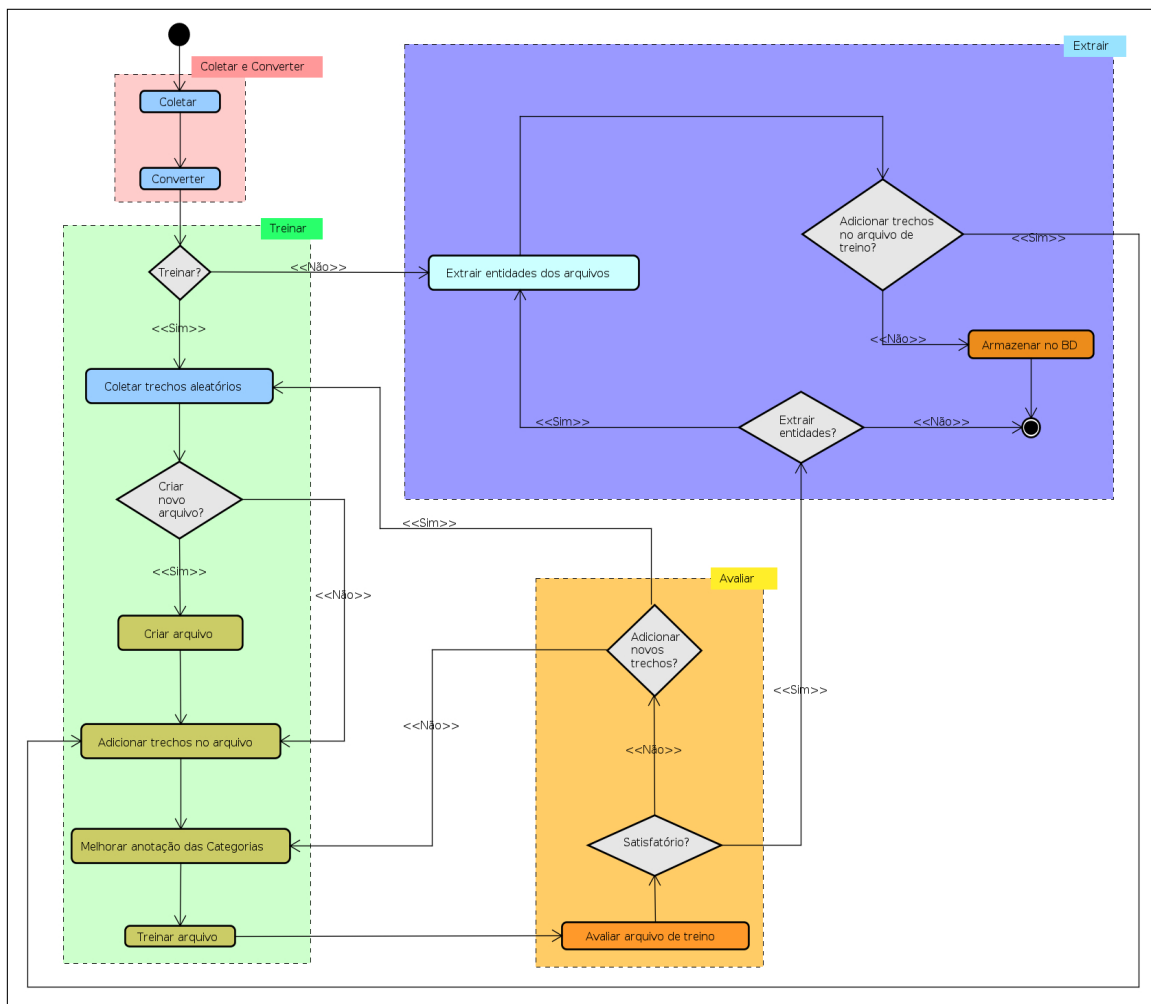 Coletar e Converter
Coletar
Converter
Treinar
Treinar?
<<Não>>
<<Sim>>
Coletar trechos aleatórios
Criar
novo
arquivo?
<<Sim>>
<<Não>>
Criar arquivo
Adicionar trechos no arquivo
Melhorar anotação das Categorias
Treinar arquivo
Extrair
Adicionar trechos
no arquivo de
treino?
<<Sim>>
Extrair entidades dos arquivos
<<Não>>
Armazenar no BD
<<Sim>>
Extrair
entidades?
<<Não>>
<<Sim>>
Avaliar
Adicionar
novos
trechos?
<<Sim>>
<<Não>>
<<Não>>
Satisfatório?
Avaliar arquivo de treino